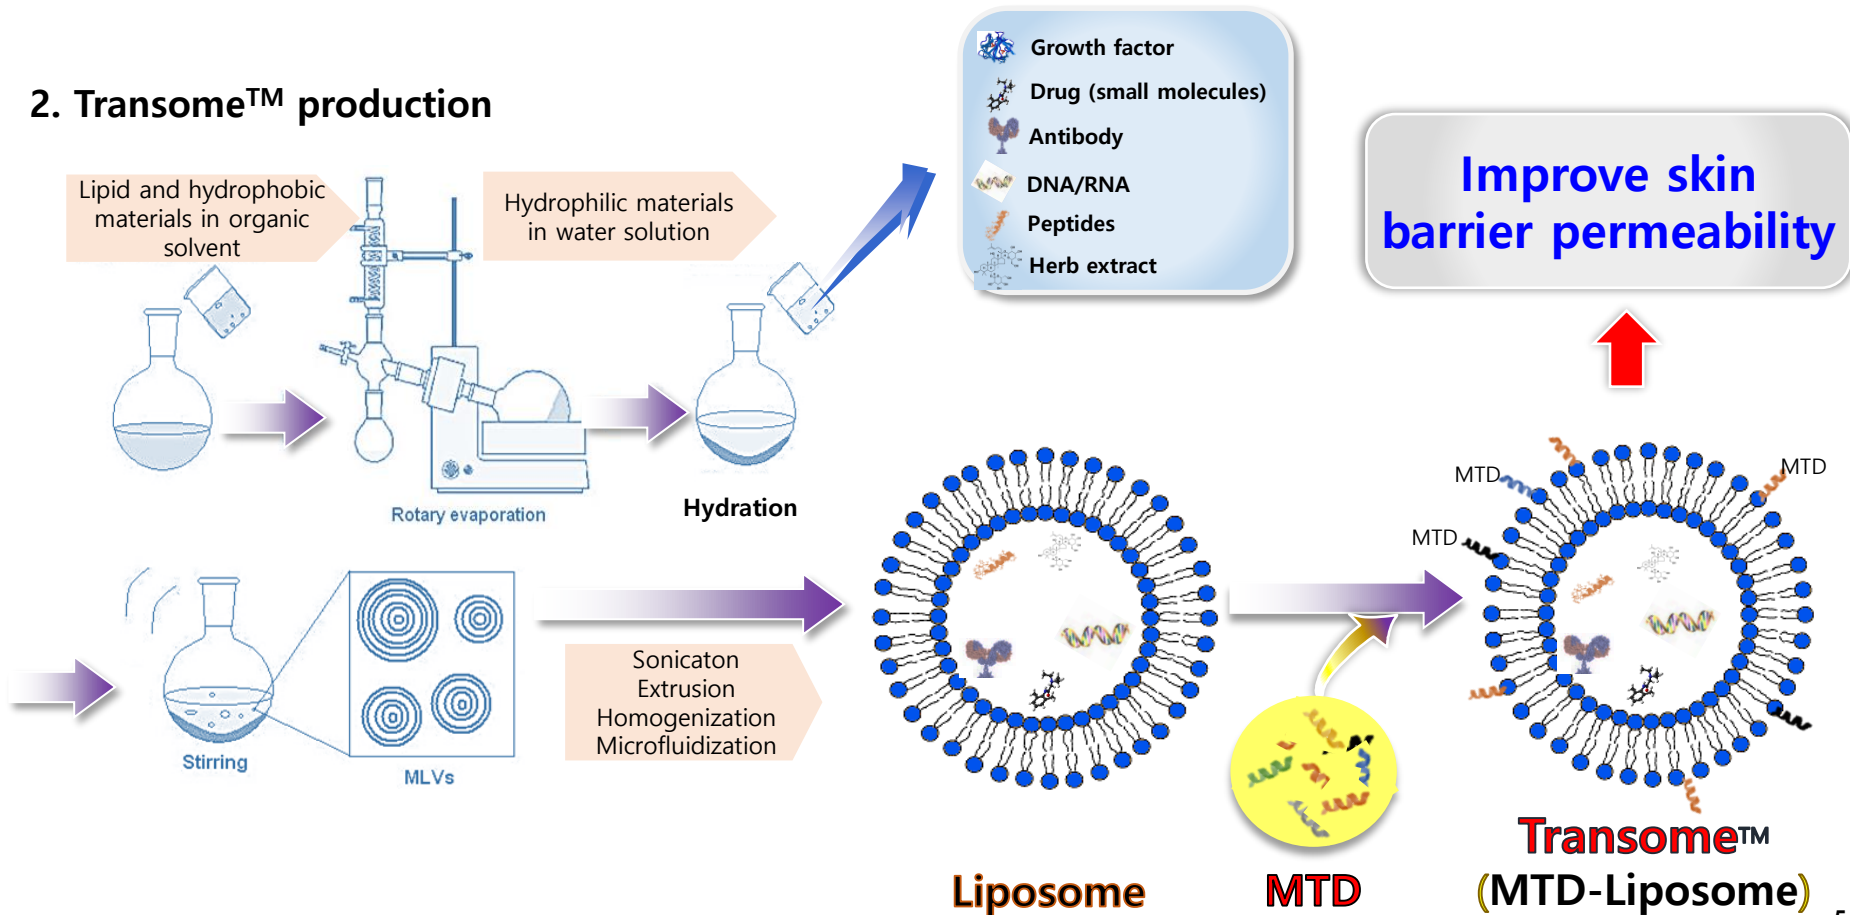 2. Transome™ production
Lipid and hydrophobic
materials in organic
solvent
Hydrophilic materials
in water solution
Growth factor
Drug (small molecules)
Antibody
DNA/RNA
Peptides
Herb extract
Improve skin
barrier permeability
Rotary evaporation
Hydration
Stirring
MLVs
Sonicaton
Extrusion
Homogenization
Microfluidization
Liposome
MTD
MTD
MTD
MTD
Transome™
(MTD-Liposome)